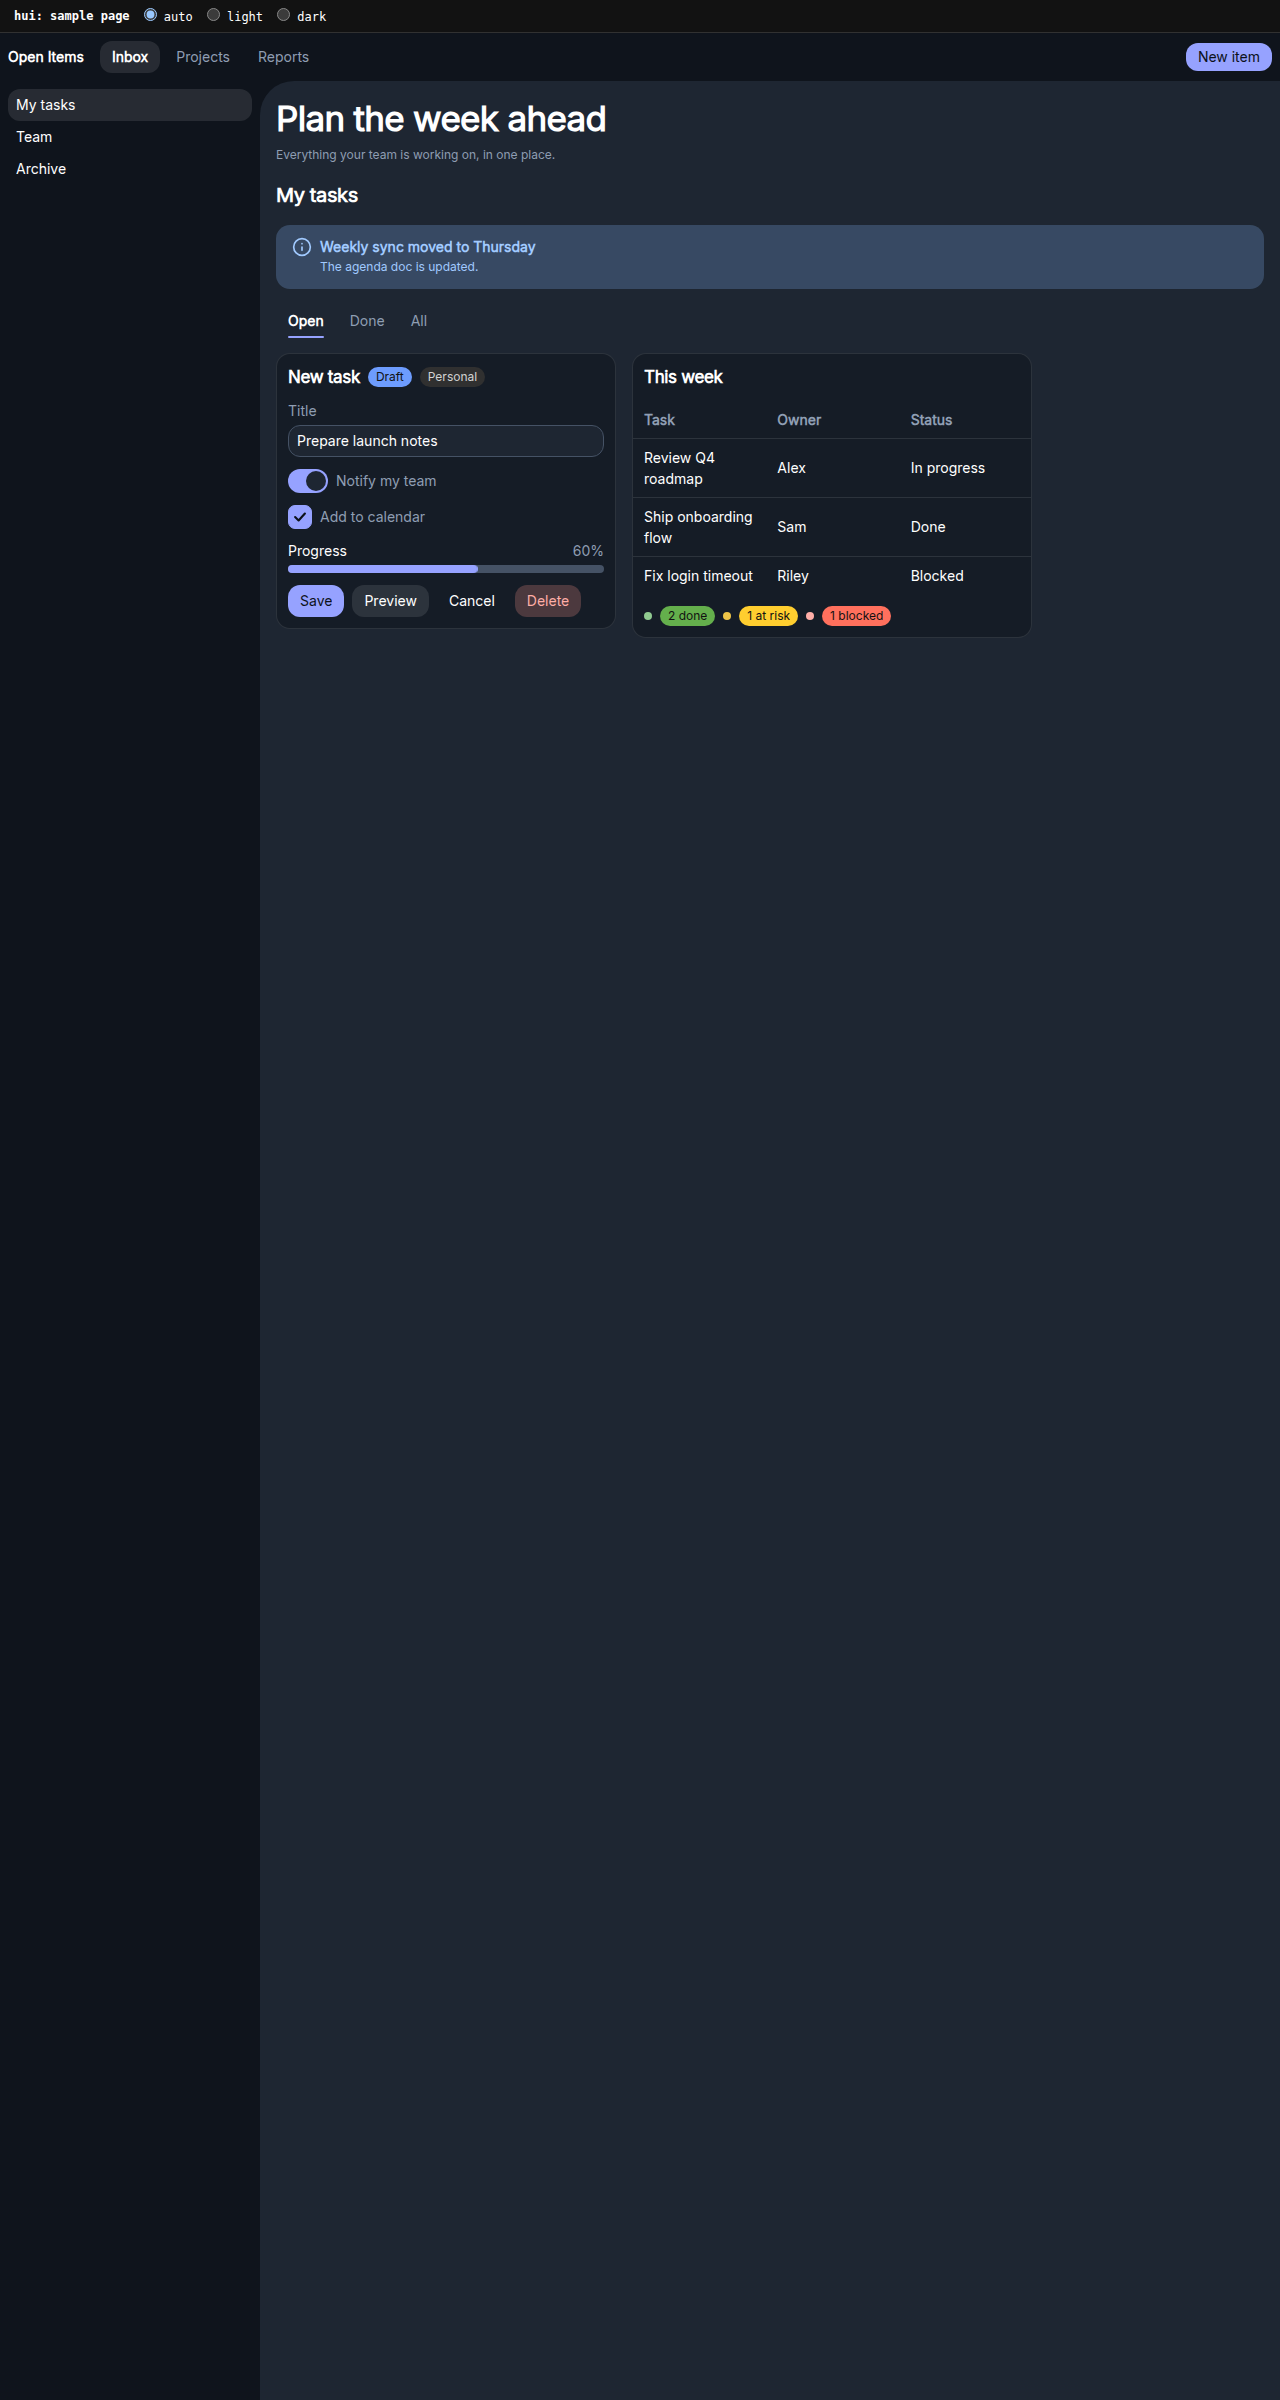 hui: sample page auto light dark
Open Items Inbox Projects Reports New item
My tasks
Team
Archive
Plan the week ahead
Everything your team is working on, in one place.
My tasks
Weekly sync moved to Thursday
The agenda doc is updated.
Open Done All
New task Draft Personal
Title
Prepare launch notes
Notify my team
Add to calendar
Progress 60%
Save Preview Cancel Delete
This week
Task Owner Status
Review Q4
roadmap
Alex In progress
Ship onboarding
flow
Sam Done
Fix login timeout Riley Blocked
2 done 1 at risk 1 blocked